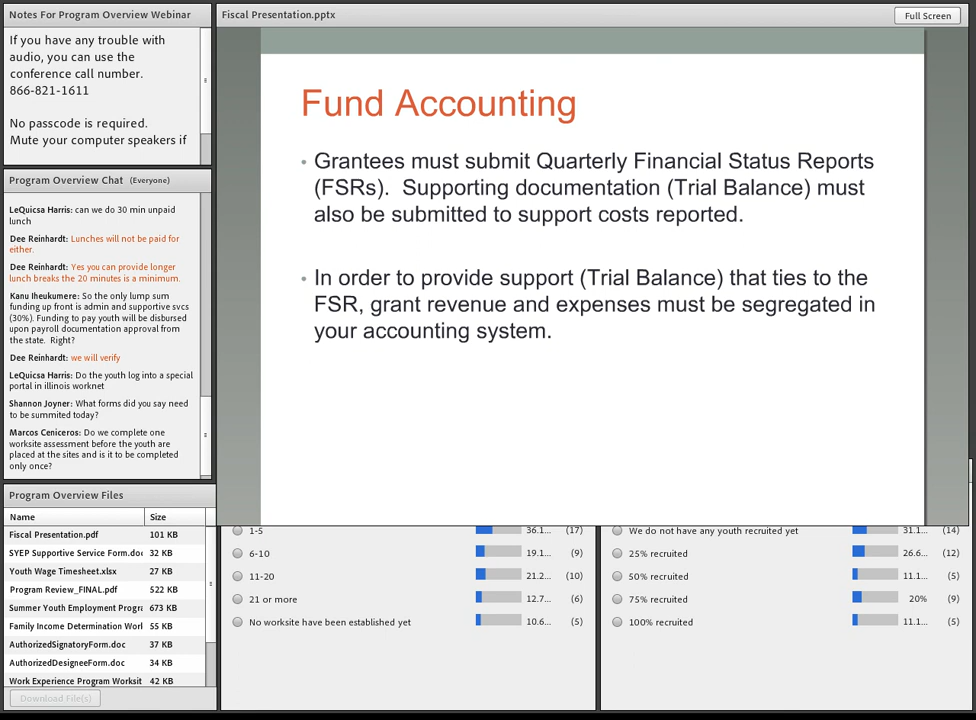 Notes For Program Overview Webinar
If you have any trouble with
audio, you can use the
conference call number.
866-821-1611
No passcode is required.
Mute your computer speakers if
Program Overview Chat (Everyone)
LeQuicsa Harris: can we do 30 min unpaid
lunch
Dee Reinhardt: Lunches will not be paid for
either.
Dee Reinhardt: Yes you can provide longer
lunch breaks the 20 minutes is a minimum.
Kanu Iheukumere: So the only lump sum
funding up front is admin and supportive svcs
(30%). Funding to pay youth will be disbursed
upon payroll documentation approval from
the state. Right?
Dee Reinhardt: we will verify
LeQuicsa Harris: Do the youth log into a special
portal in illinois worknet
Shannon Joyner: What forms did you say need
to be summited today?
Marcos Ceniceros: Do we complete one
worksite assessment before the youth are
placed at the sites and is it to be completed
only once?
Program Overview Files
Name Size
Fiscal Presentation.pdf 101 KB
SYEP Supportive Service Form.do 32 KB
Youth Wage Timesheet.xlsx 27 KB
Program Review_FINAL.pdf 522 KB
Summer Youth Employment Progra 673 KB
Family Income Determination Worl 55 KB
AuthorizedSignatoryForm.doc 37 KB
AuthorizedDesigneeForm.doc 34 KB
Work Experience Program Worksit 42 KB
Download File(s)
Fiscal Presentation.pptx
Full Screen
Fund Accounting
• Grantees must submit Quarterly Financial Status Reports
(FSRs). Supporting documentation (Trial Balance) must
also be submitted to support costs reported.
• In order to provide support (Trial Balance) that ties to the
FSR, grant revenue and expenses must be segregated in
your accounting system.
1-5 36.1... (17)
6-10 19.1... (9)
11-20 21.2... (10)
21 or more 12.7... (6)
No worksite have been established yet 10.6... (5)
We do not have any youth recruited yet 31.1... (14)
25% recruited 26.6... (12)
50% recruited 11.1... (5)
75% recruited 20% (9)
100% recruited 11.1... (5)